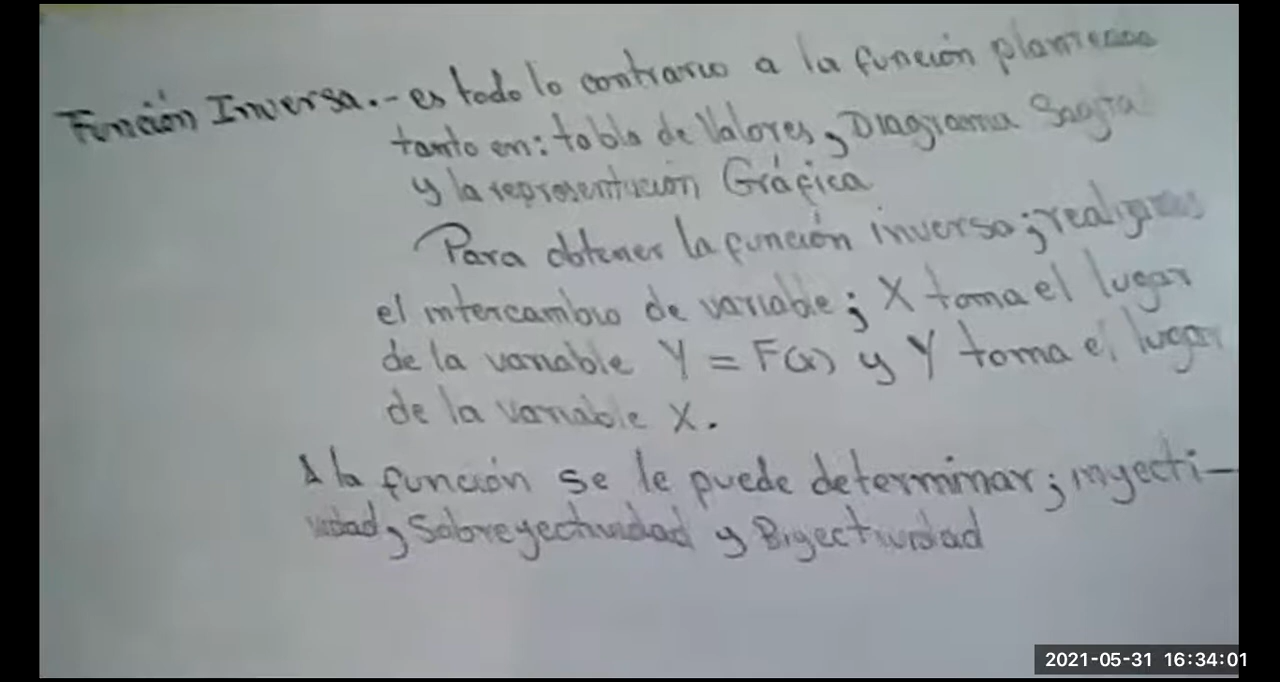 Función Inversa.- es todo lo contrario a la función planteada
tanto en: tabla de Valores, Diagrama Sagital
y la representación Gráfica
Para obtener la función inversa; realizamos
el intercambio de variable; X toma el lugar
de la variable Y = F(x) y Y toma el lugar
de la variable X.
A la función se le puede determinar; inyecti-
vidad, Sobreyectividad y Biyectividad
2021-05-31 16:34:01